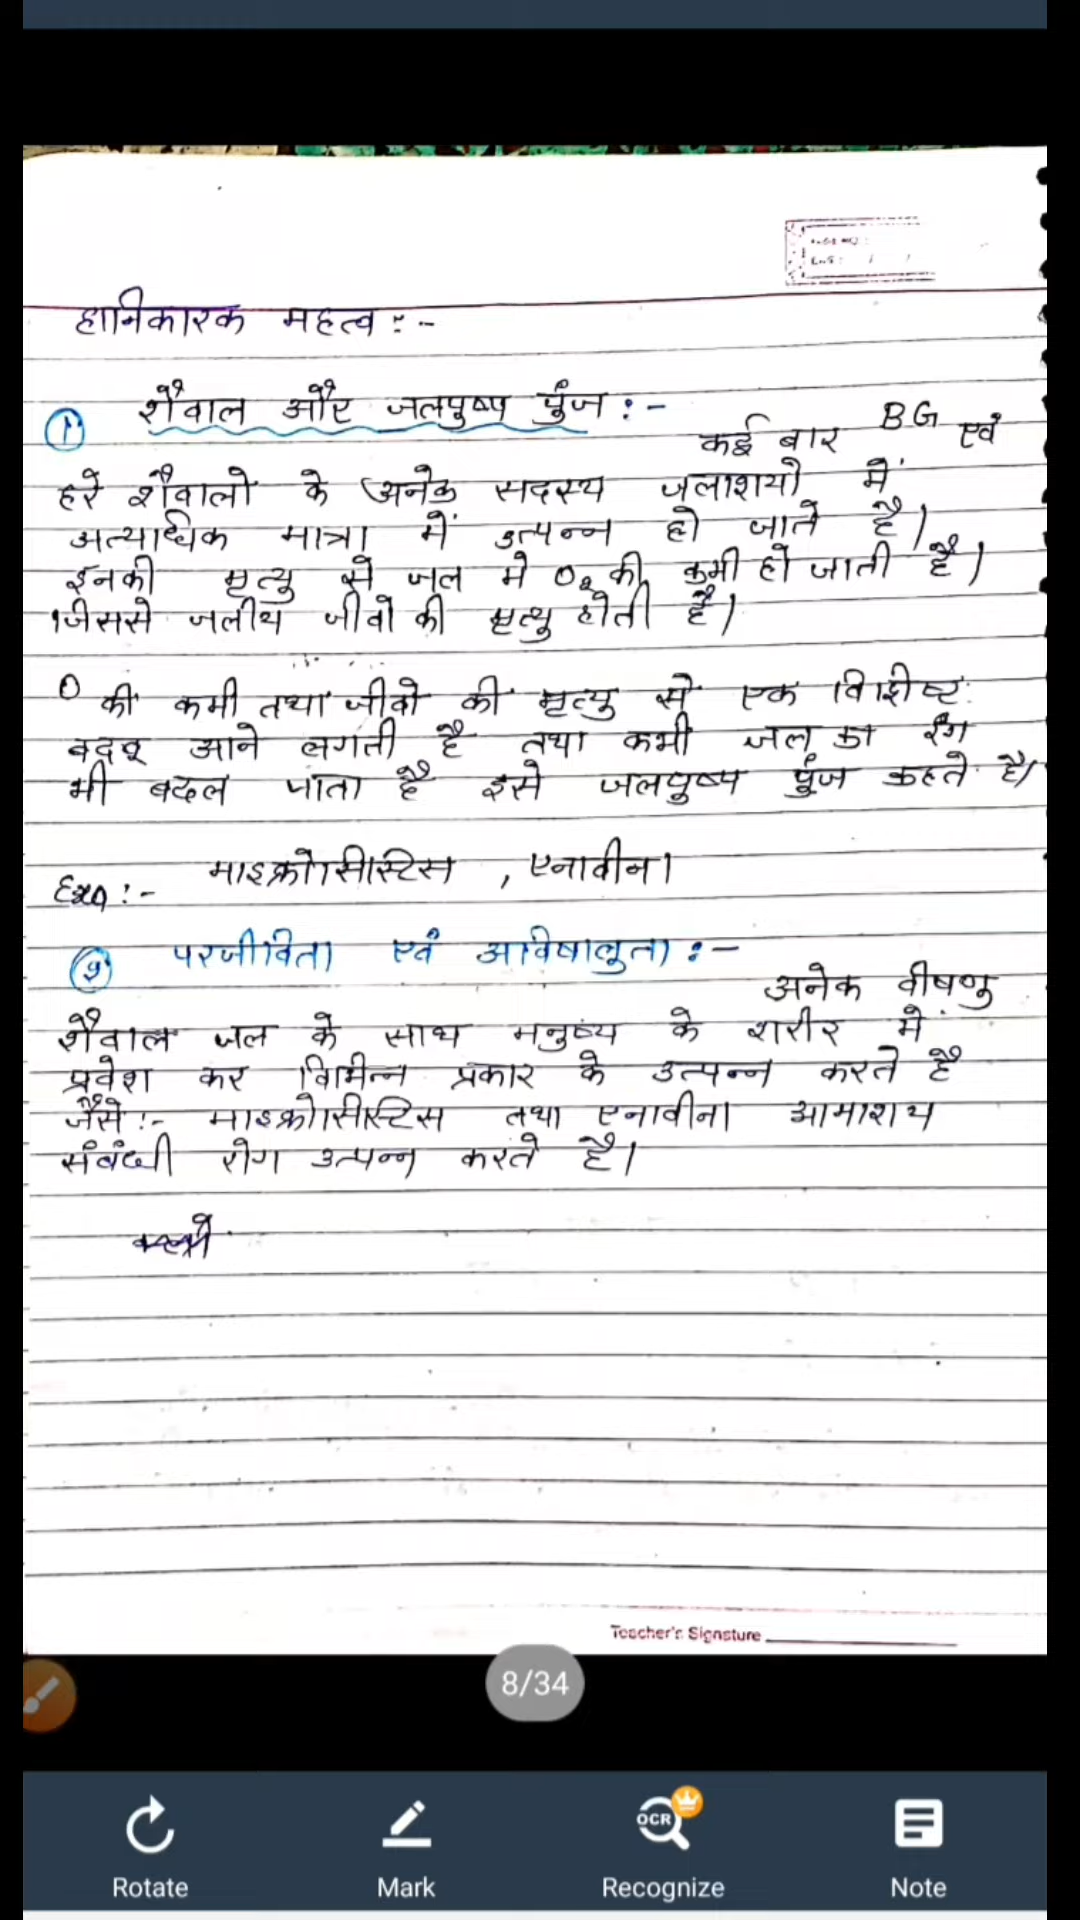 हानिकारक महत्व :-
① शैवाल और जलपुष्प पुंज :-
कई बार BG एवं
हरे शैवालो के अनेक सदस्य जलाशयो में
अत्याधिक मात्रा में उत्पन्न हो जाते है।
इनकी मृत्यु से जल मे O₂ की कमी हो जाती है।
जिससे जलीय जीवो की मृत्यु होती है।
O की कमी तथा जीवो की मृत्यु से एक विशिष्ट
बदबू आने लगती है तथा कभी जल का रंग
भी बदल जाता है इसे जलपुष्प पुंज कहते है।
Exa :- माइक्रोसिस्टिस , एनावीना
② परजीविता एवं आविषालुता :-
अनेक वीषणु
शैवाल जल के साथ मनुष्य के शरीर में
प्रवेश कर विभिन्न प्रकार के उत्पन्न करते है
जैसे :- माइक्रोसिस्टिस तथा एनावीना आमाशय
संबंधी रोग उत्पन्न करते है।
Teacher's Signature
8/34
Rotate Mark OCR Recognize Note